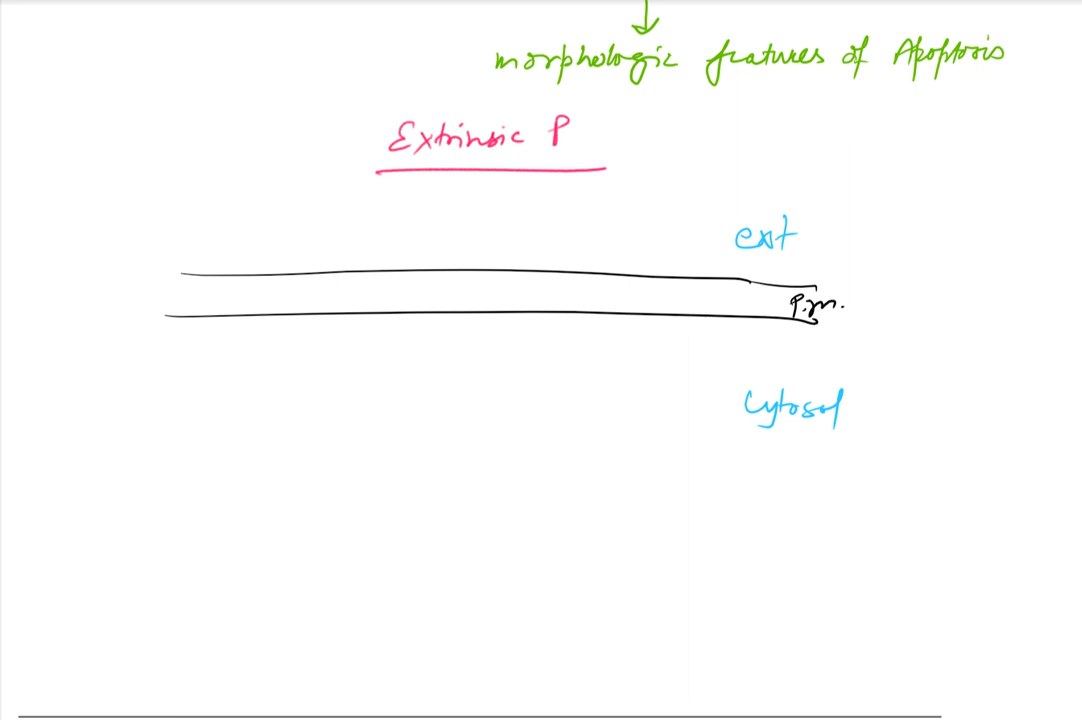 morphologic features of Apoptosis
Extrinsic P
ext
P.m.
Cytosol